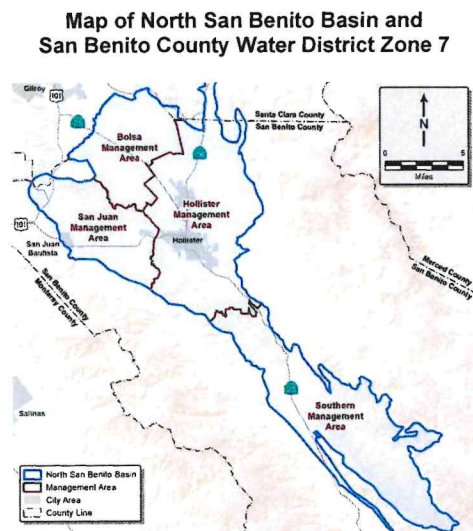 Map of North San Benito Basin and
San Benito County Water District Zone 7
Gilroy
101
Santa Clara County
San Benito County
N
0 5
Miles
Bolsa
Management
Area
San Juan
Management
Area
Hollister
Management
Area
Hollister
101
San Juan
Bautista
Merced County
San Benito County
San Benito County
Monterey County
Salinas
Southern
Management
Area
North San Benito Basin
Management Area
City Area
County Line